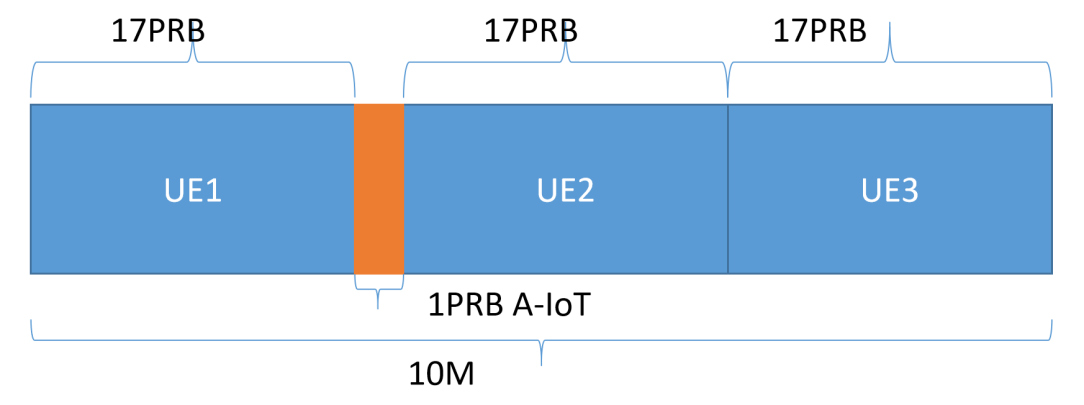 17PRB 17PRB 17PRB
UE1 UE2 UE3
1PRB A-IoT
10M